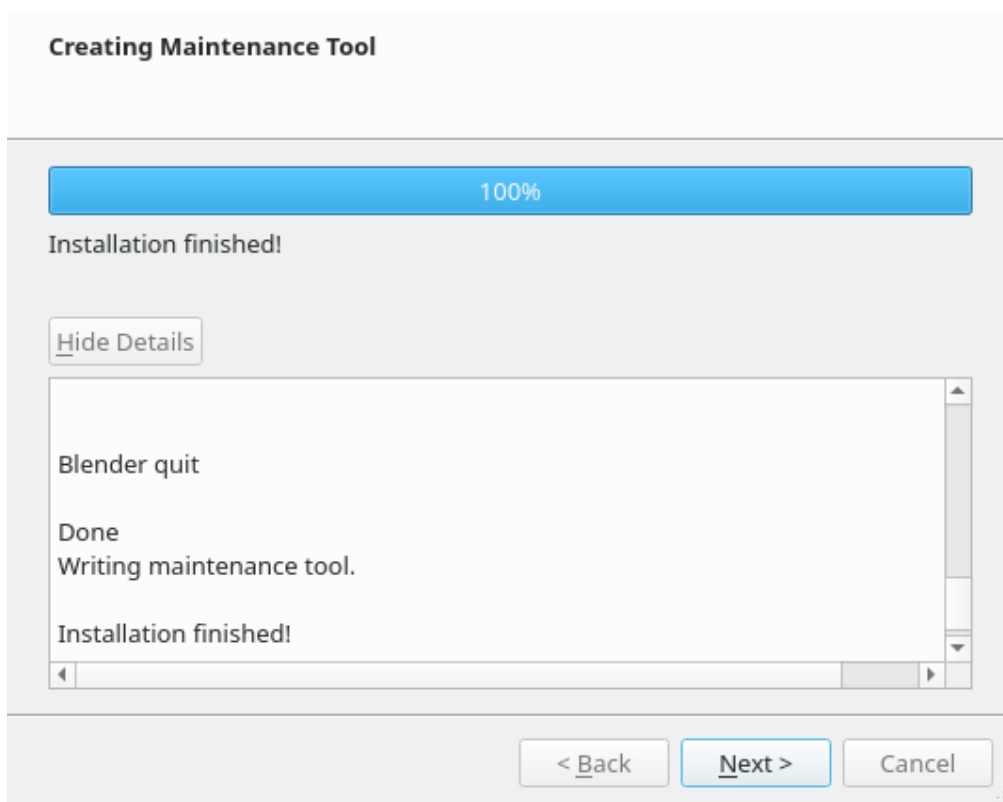 Creating Maintenance Tool
100%
Installation finished!
Hide Details
Blender quit
Done
Writing maintenance tool.
Installation finished!
< Back Next > Cancel